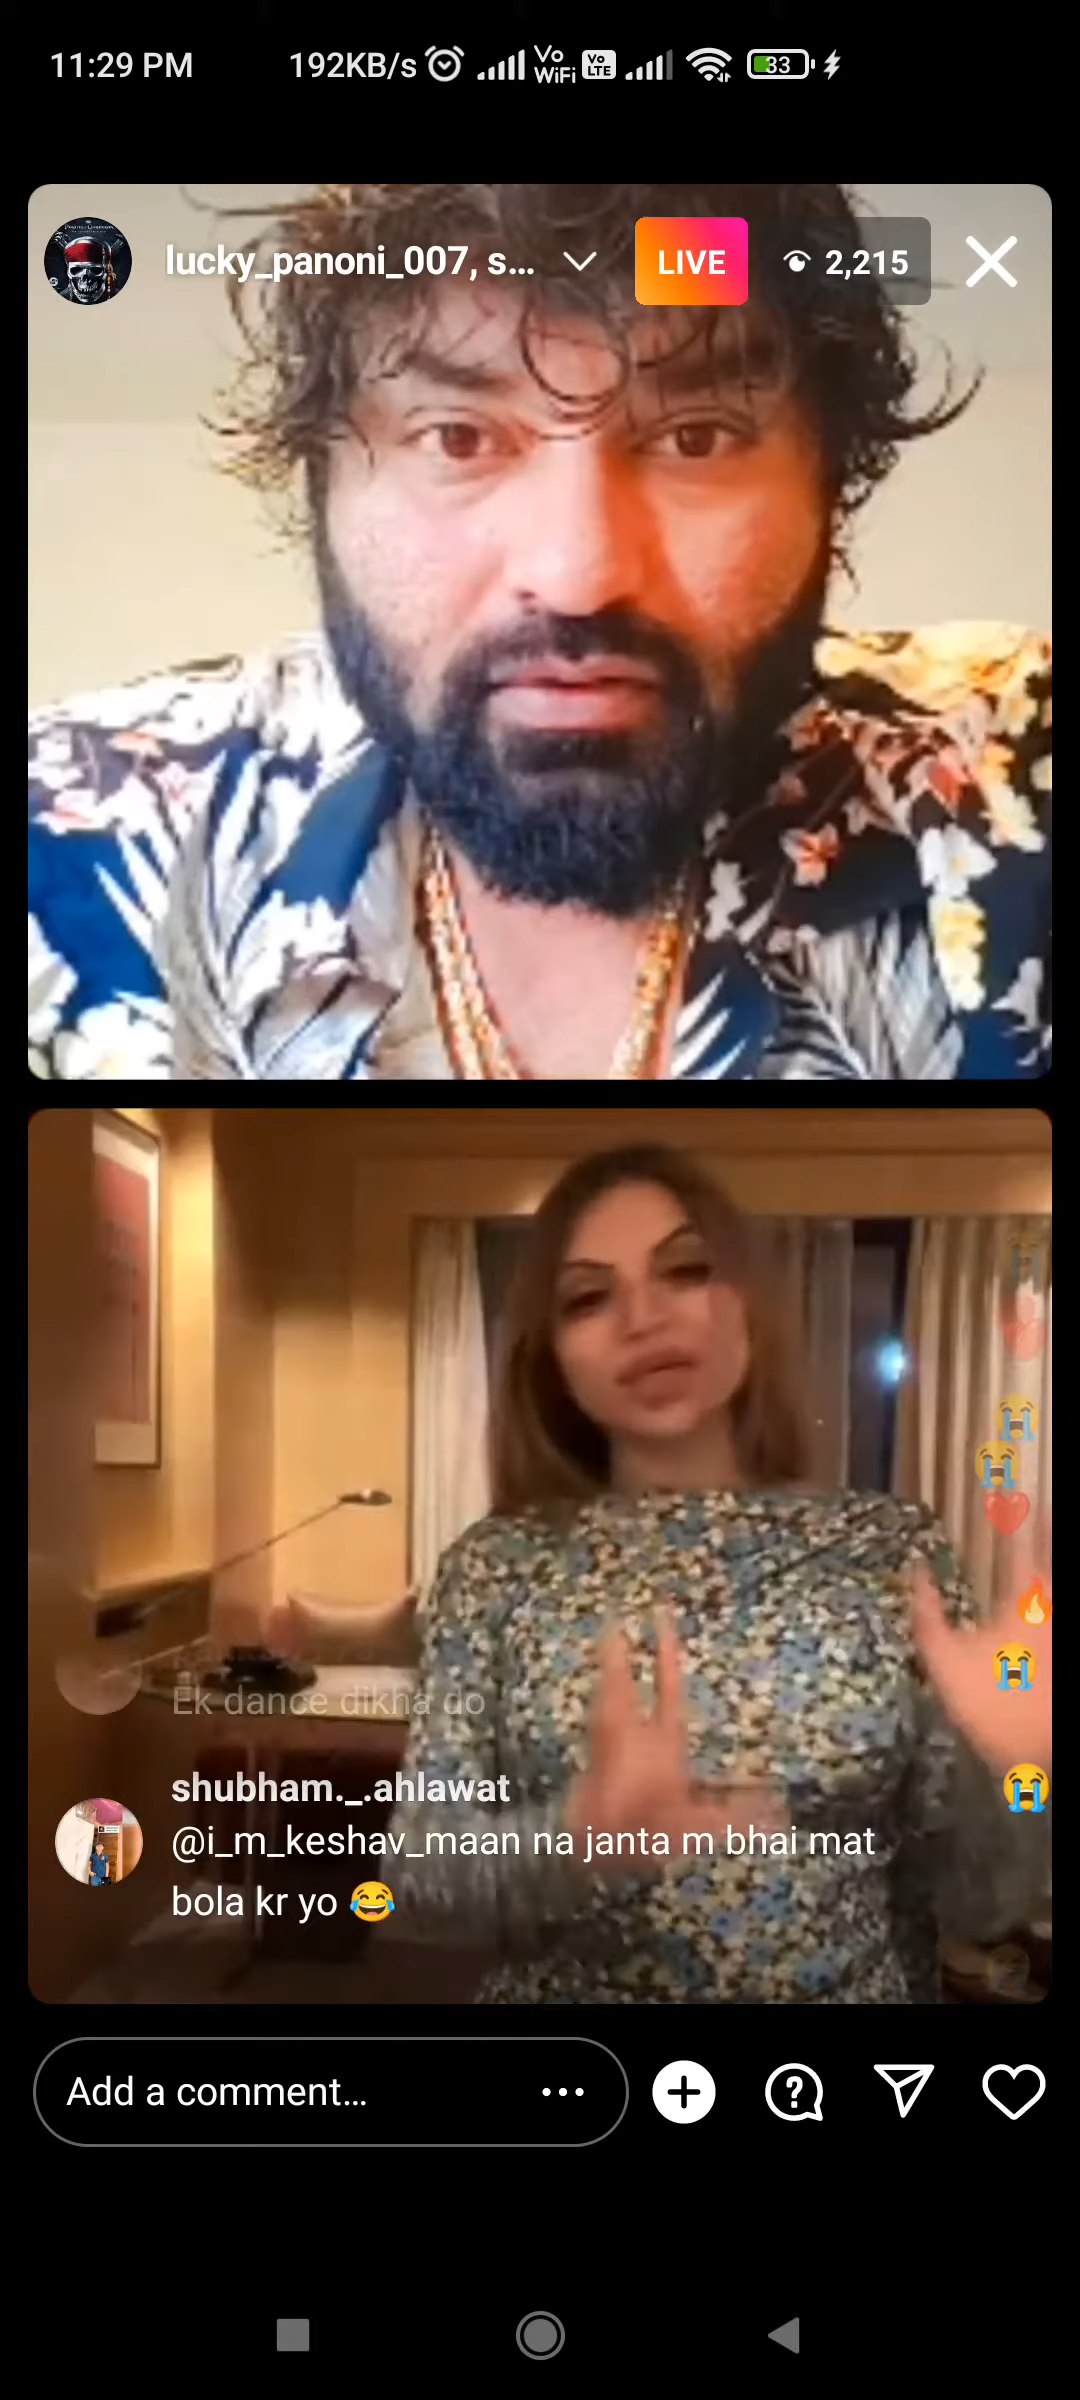 11:29 PM 192KB/s Vo WiFi Vo LTE 33
lucky_panoni_007, s... LIVE 2,215
Ek dance dikha do
shubham._.ahlawat
@i_m_keshav_maan na janta m bhai mat
bola kr yo 😂
Add a comment...